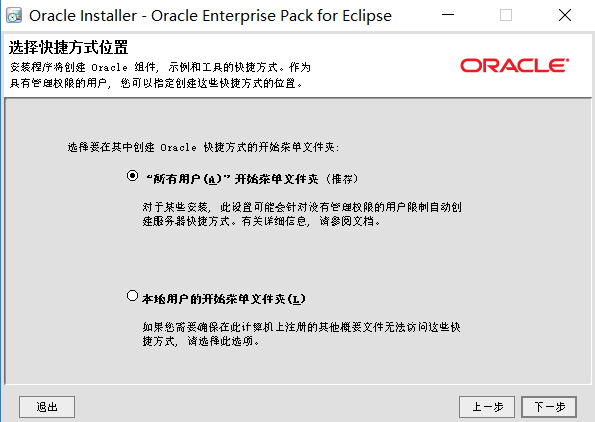 Oracle Installer - Oracle Enterprise Pack for Eclipse
选择快捷方式位置
安装程序将创建 Oracle 组件, 示例和工具的快捷方式。作为
具有管理权限的用户, 您可以指定创建这些快捷方式的位置。
ORACLE
选择要在其中创建 Oracle 快捷方式的开始菜单文件夹:
“所有用户(A)”开始菜单文件夹 (推荐)
对于某些安装, 此设置可能会针对没有管理权限的用户限制自动创
建服务器快捷方式。有关详细信息, 请参阅文档。
本地用户的开始菜单文件夹(L)
如果您需要确保在此计算机上注册的其他概要文件无法访问这些快
捷方式, 请选择此选项。
退出
上一步
下一步